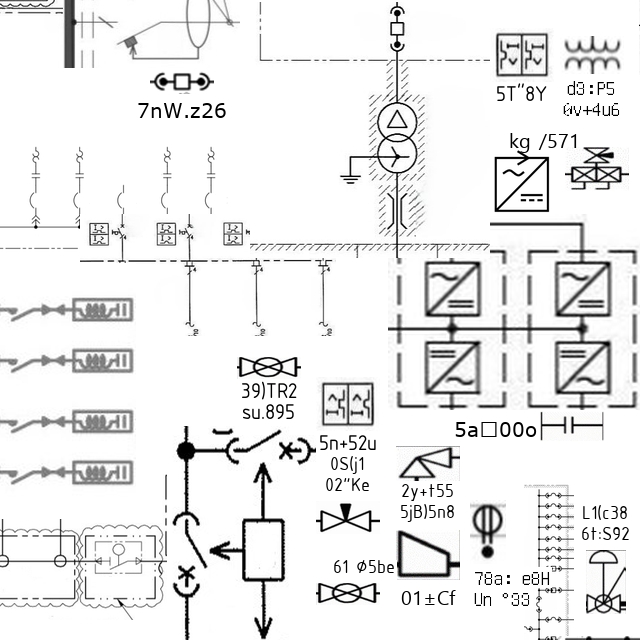 5T"8Y
d3:P5
0v+4u6
7nW.z26
kg /571
39)TR2
su.895
5a□00o
5n+52u
0S(j1
02"Ke
2y+t55
5jB)5n8
L1(c38
6t:S92
61 Ø5be
78a: e8H
Un °33
01±Cf